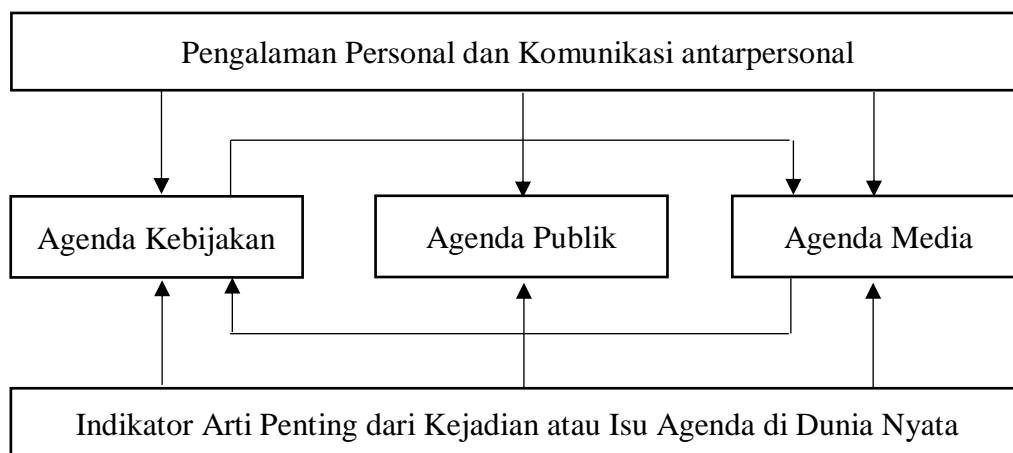 Pengalaman Personal dan Komunikasi antarpersonal
Agenda Kebijakan
Agenda Publik
Agenda Media
Indikator Arti Penting dari Kejadian atau Isu Agenda di Dunia Nyata